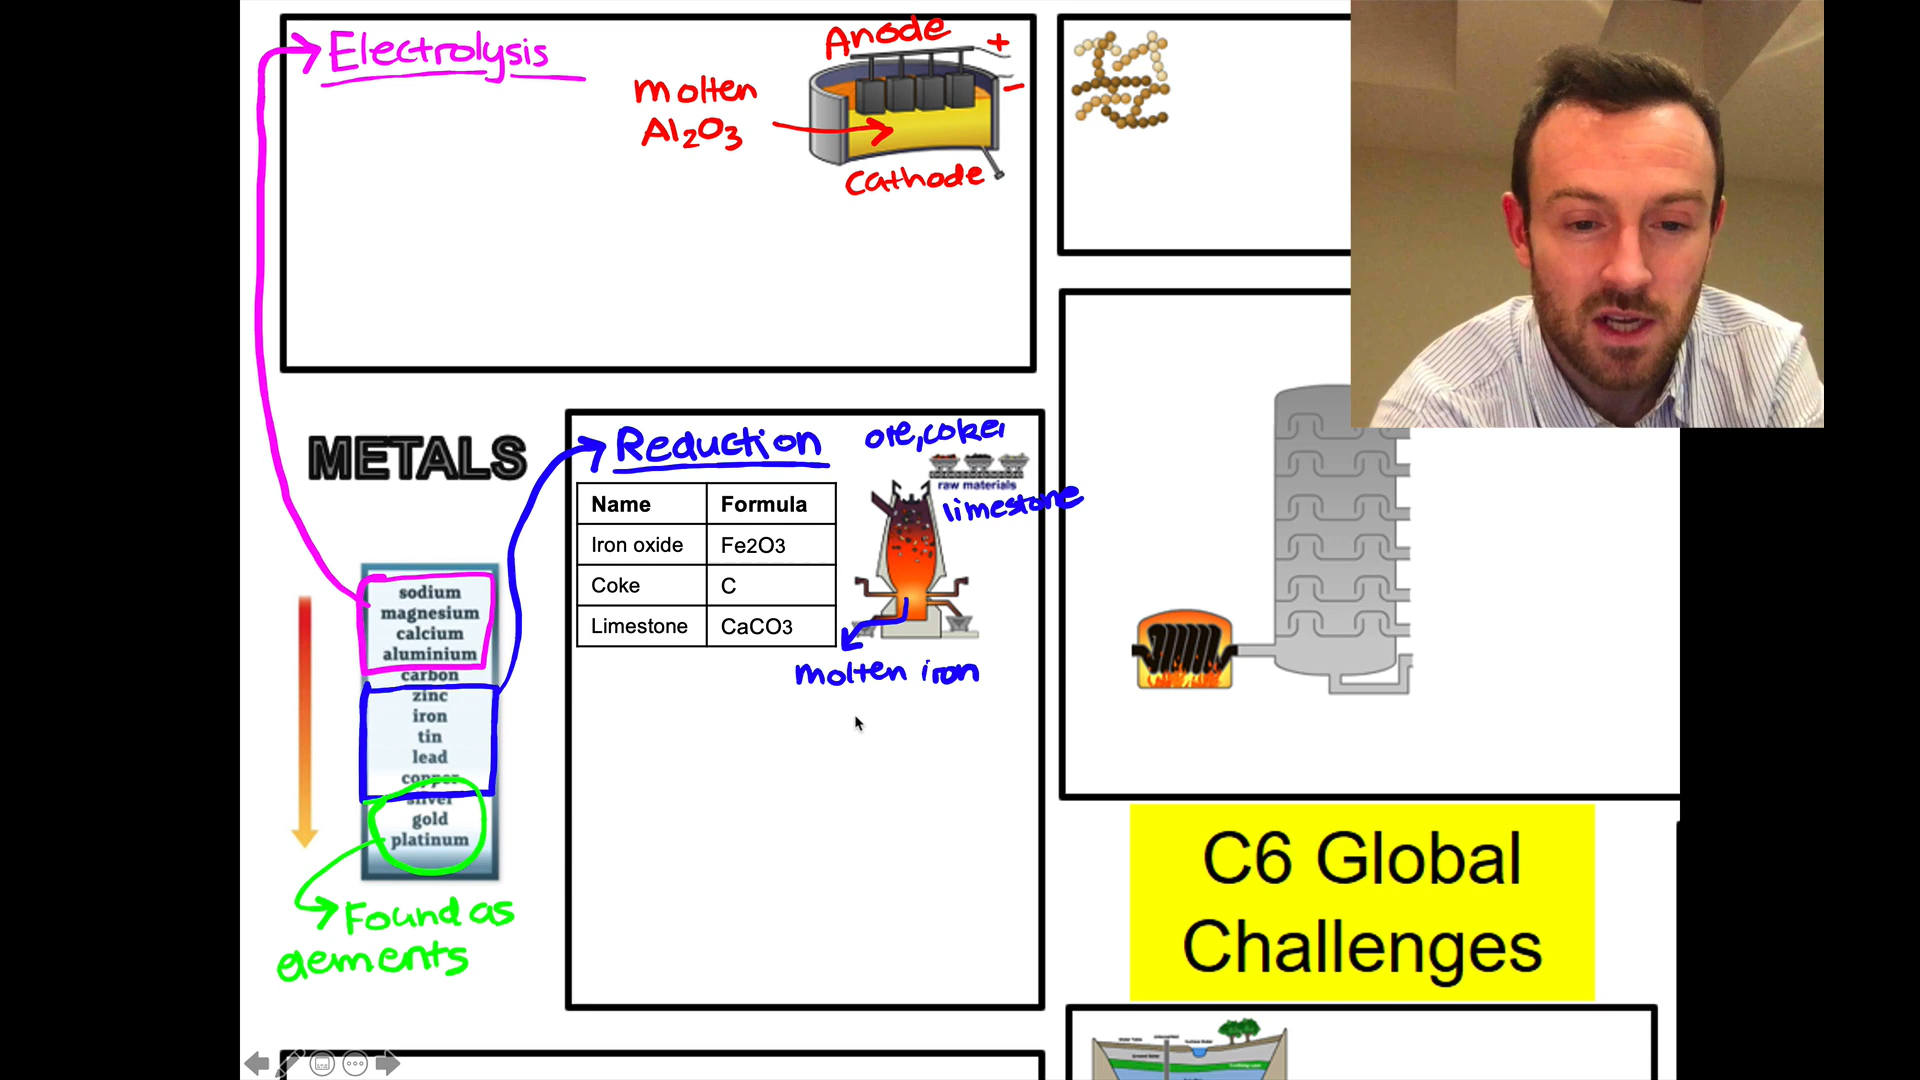 Electrolysis
Anode
+
-
molten
Al2O3
Cathode
METALS
sodium
magnesium
calcium
aluminium
carbon
zinc
iron
tin
lead
copper
silver
gold
platinum
Found as
elements
Reduction
ore, coke,
raw materials
limestone
Name Formula
Iron oxide Fe2O3
Coke C
Limestone CaCO3
molten iron
C6 Global
Challenges